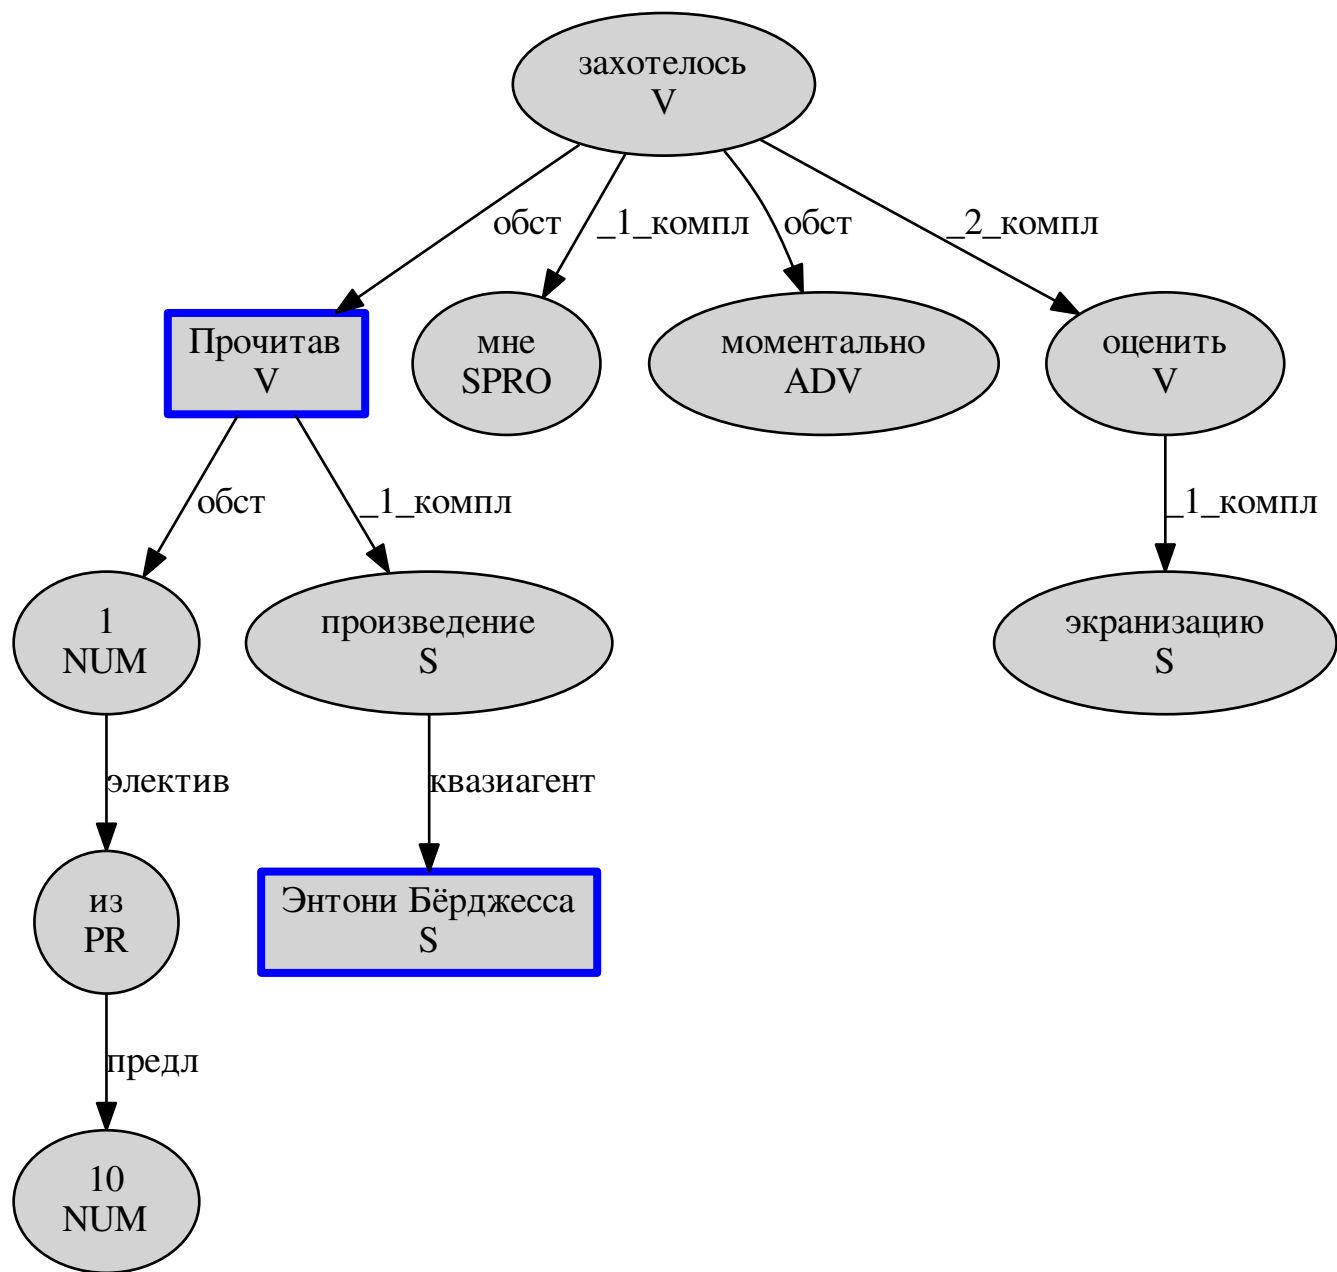 захотелось
V
обст
_1_компл
обст
_2_компл
Прочитав
V
мне
SPRO
моментально
ADV
оценить
V
обст
_1_компл
_1_компл
1
NUM
произведение
S
экранизацию
S
электив
квазиагент
из
PR
Энтони Бёрджесса
S
предл
10
NUM